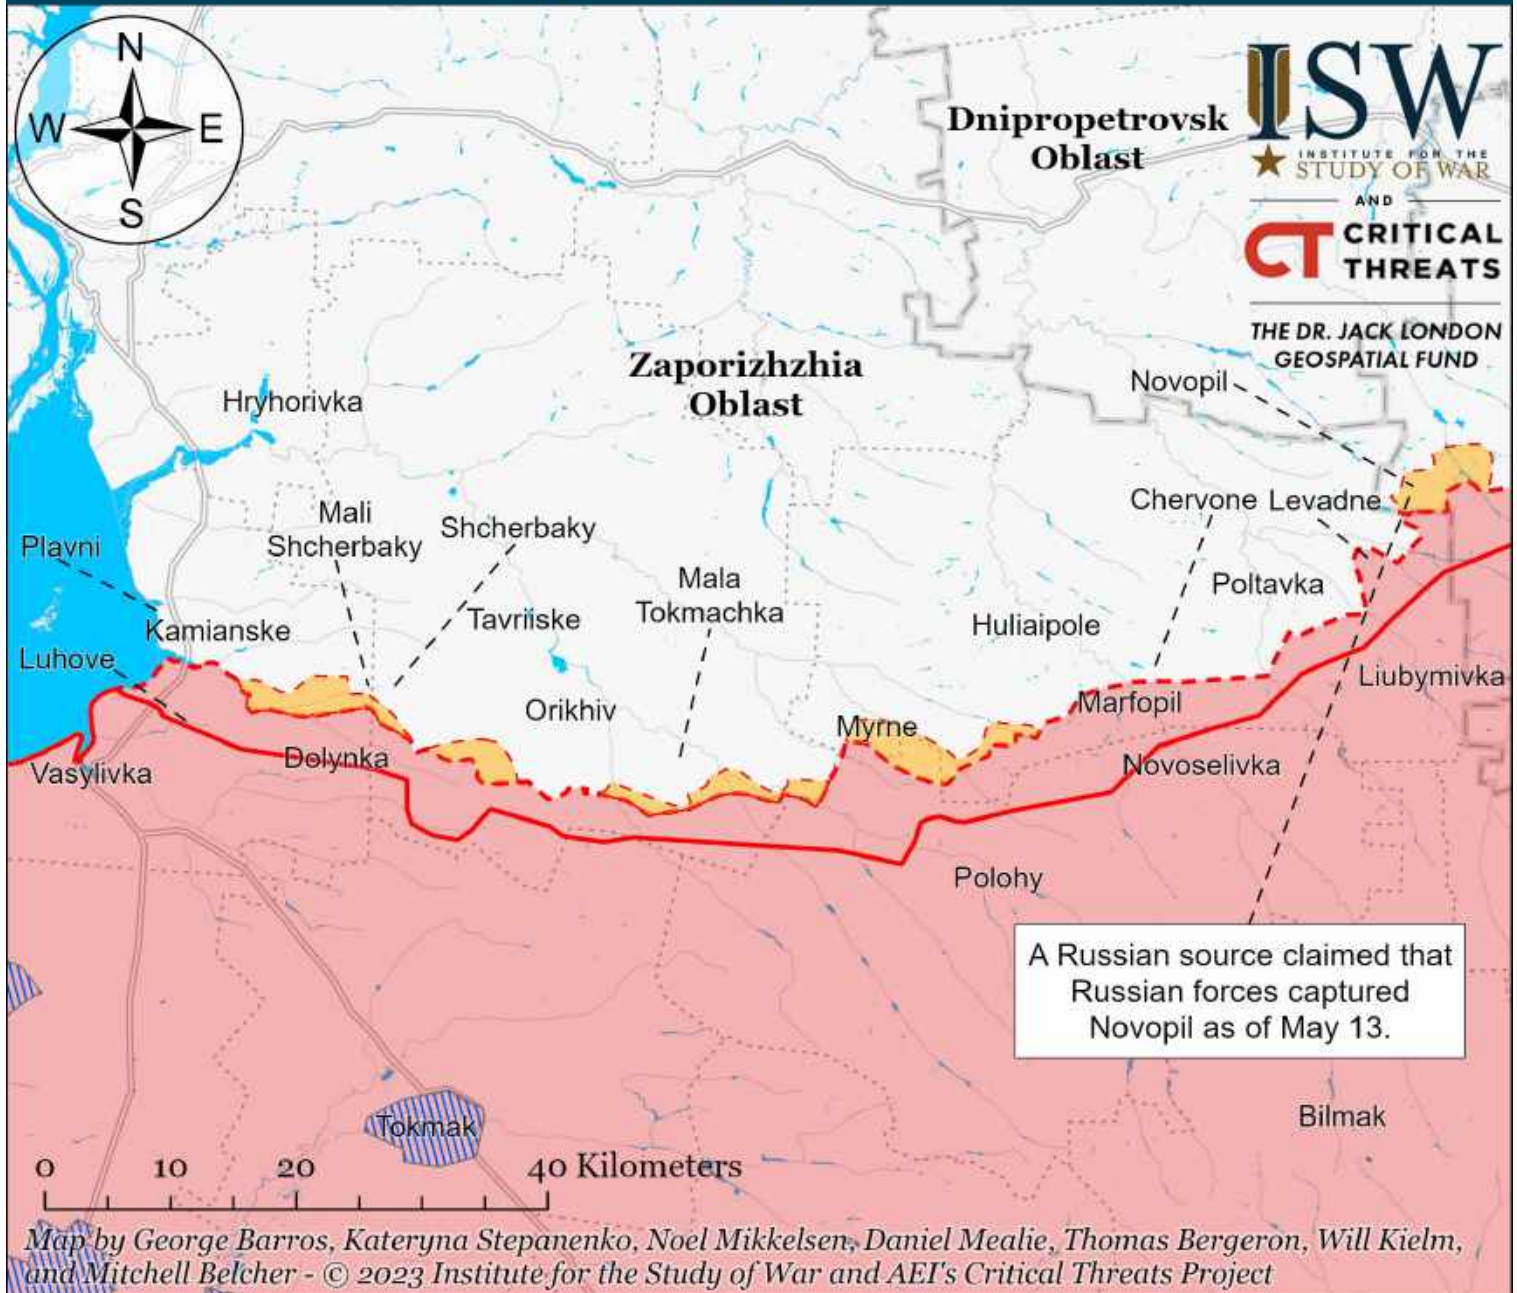 N
W
E
S
ISW
INSTITUTE FOR THE
STUDY OF WAR
AND
CT CRITICAL
THREATS
THE DR. JACK LONDON
GEOSPATIAL FUND
Dnipropetrovsk
Oblast
Zaporizhzhia
Oblast
Novopil
Hryhorivka
Chervone
Levadne
Mali
Shcherbaky
Shcherbaky
Plavni
Mala
Tokmachka
Poltavka
Tavriiske
Huliaipole
Kamianske
Luhove
Liubymivka
Orikhiv
Marfopil
Myrne
Dolynka
Vasylivka
Novoselivka
Polohy
A Russian source claimed that
Russian forces captured
Novopil as of May 13.
Bilmak
Tokmak
0 10 20 40 Kilometers
Map by George Barros, Kateryna Stepanenko, Noel Mikkelsen, Daniel Mealie, Thomas Bergeron, Will Kielm,
and Mitchell Belcher - © 2023 Institute for the Study of War and AEI's Critical Threats Project